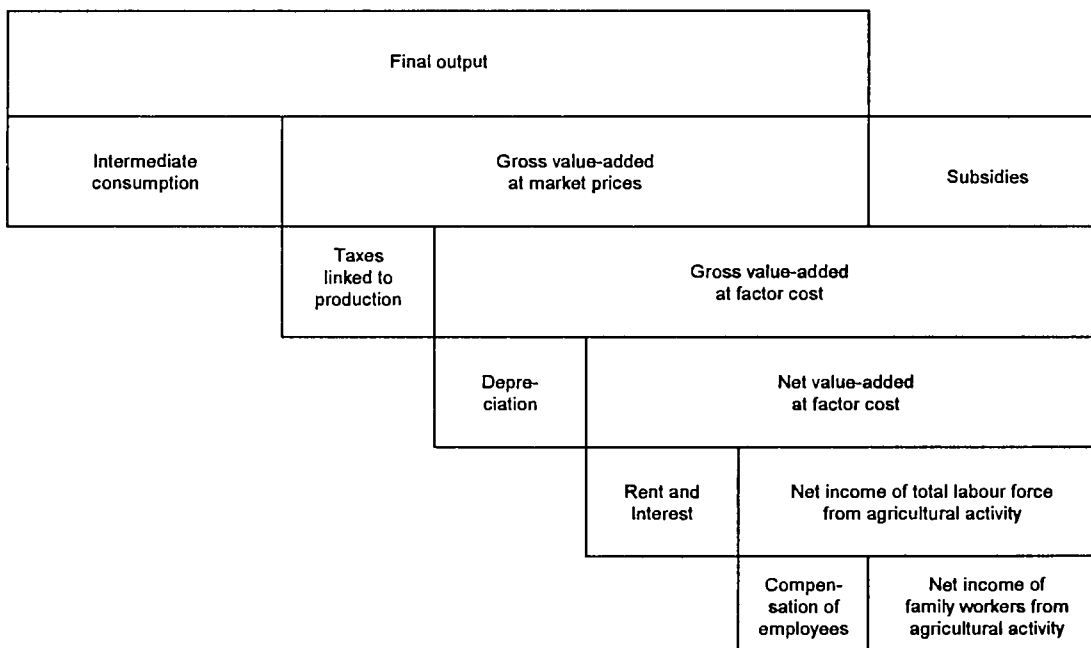 Final output
Intermediate
consumption
Gross value-added
at market prices
Subsidies
Taxes
linked to
production
Gross value-added
at factor cost
Depre-
ciation
Net value-added
at factor cost
Rent and
Interest
Net income of total labour force
from agricultural activity
Compen-
sation of
employees
Net income of
family workers from
agricultural activity